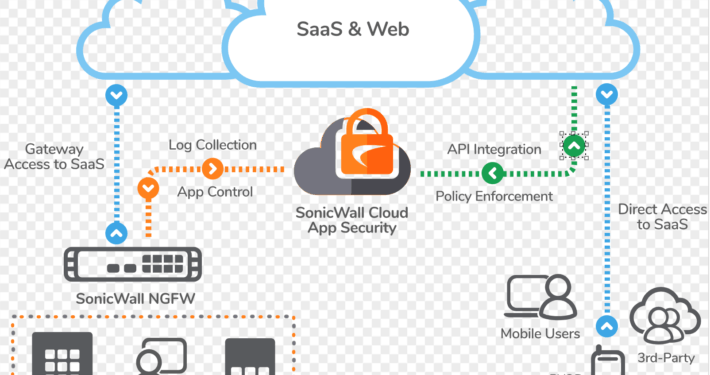 SaaS & Web
Gateway
Access to SaaS
Log Collection
App Control
SonicWall Cloud
App Security
API Integration
Policy Enforcement
Direct Access
to SaaS
SonicWall NGFW
Mobile Users
3rd-Party